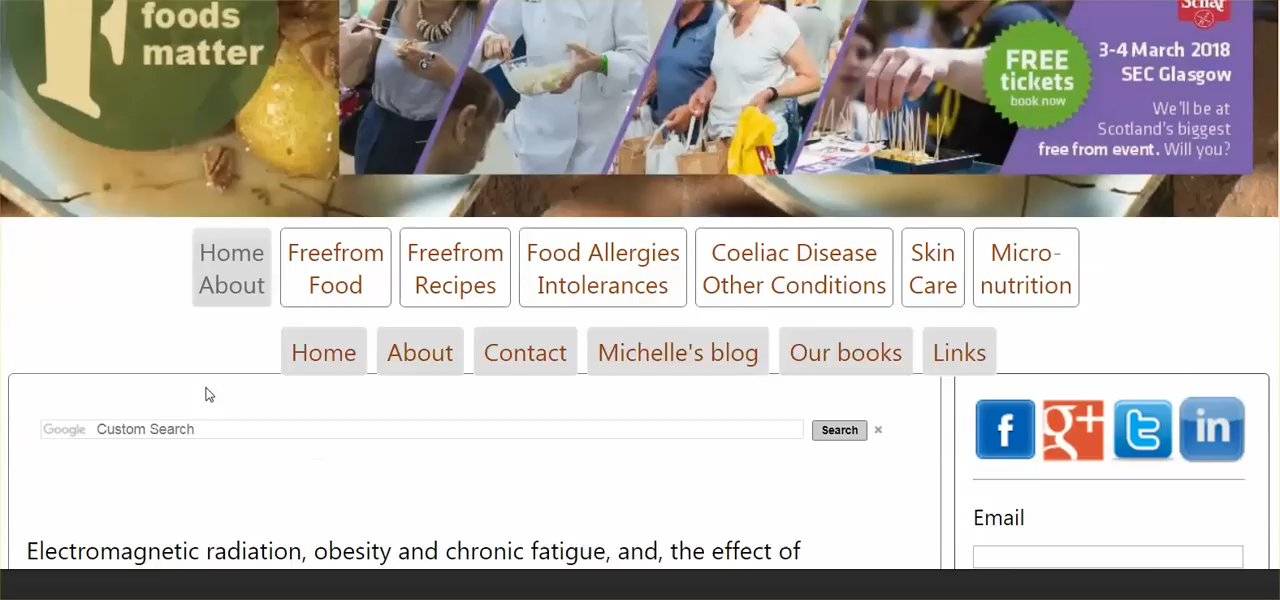 foods
matter
Schär
FREE
tickets
book now
3-4 March 2018
SEC Glasgow
We'll be at
Scotland's biggest
free from event. Will you?
Home
About
Freefrom
Food
Freefrom
Recipes
Food Allergies
Intolerances
Coeliac Disease
Other Conditions
Skin
Care
Micro-
nutrition
Home
About
Contact
Michelle's blog
Our books
Links
Google Custom Search
Search
×
f
g+
t
in
Email
Electromagnetic radiation, obesity and chronic fatigue, and, the effect of